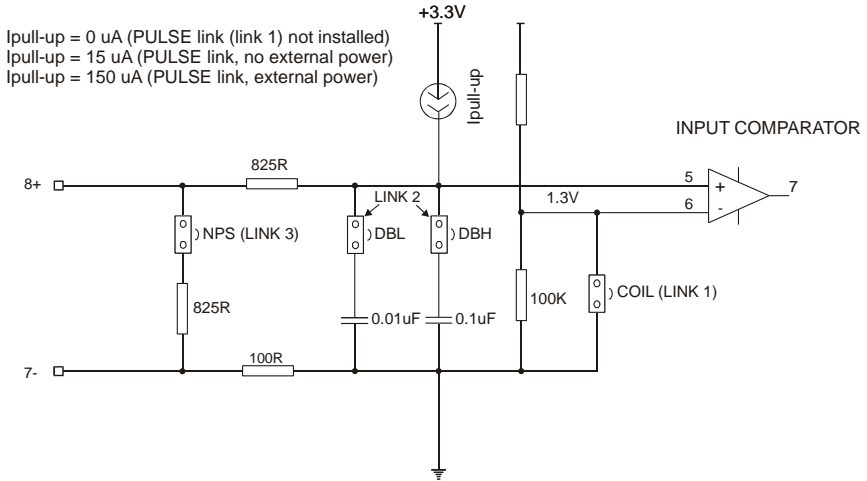 +3.3V
Ipull-up = 0 uA (PULSE link (link 1) not installed)
Ipull-up = 15 uA (PULSE link, no external power)
Ipull-up = 150 uA (PULSE link, external power)
Ipull-up
INPUT COMPARATOR
825R
8+
5
+
7
LINK 2
1.3V
6
-
NPS (LINK 3)
DBL
DBH
825R
0.01uF
0.1uF
100K
COIL (LINK 1)
100R
7-